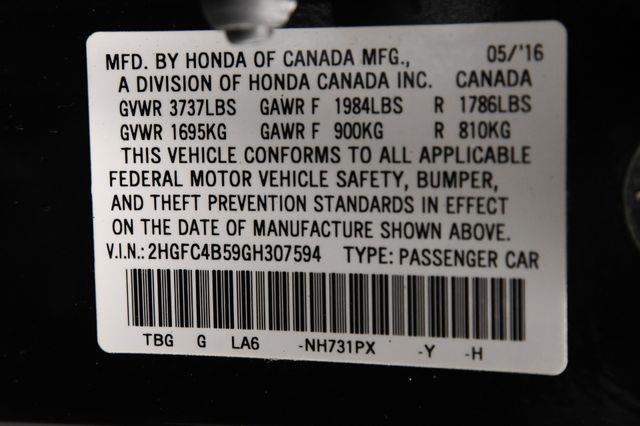 MFD. BY HONDA OF CANADA MFG., 05/'16
A DIVISION OF HONDA CANADA INC. CANADA
GVWR 3737LBS GAWR F 1984LBS R 1786LBS
GVWR 1695KG GAWR F 900KG R 810KG
THIS VEHICLE CONFORMS TO ALL APPLICABLE
FEDERAL MOTOR VEHICLE SAFETY, BUMPER,
AND THEFT PREVENTION STANDARDS IN EFFECT
ON THE DATE OF MANUFACTURE SHOWN ABOVE.
V.I.N.: 2HGFC4B59GH307594 TYPE: PASSENGER CAR
TBG G LA6 -NH731PX -Y -H